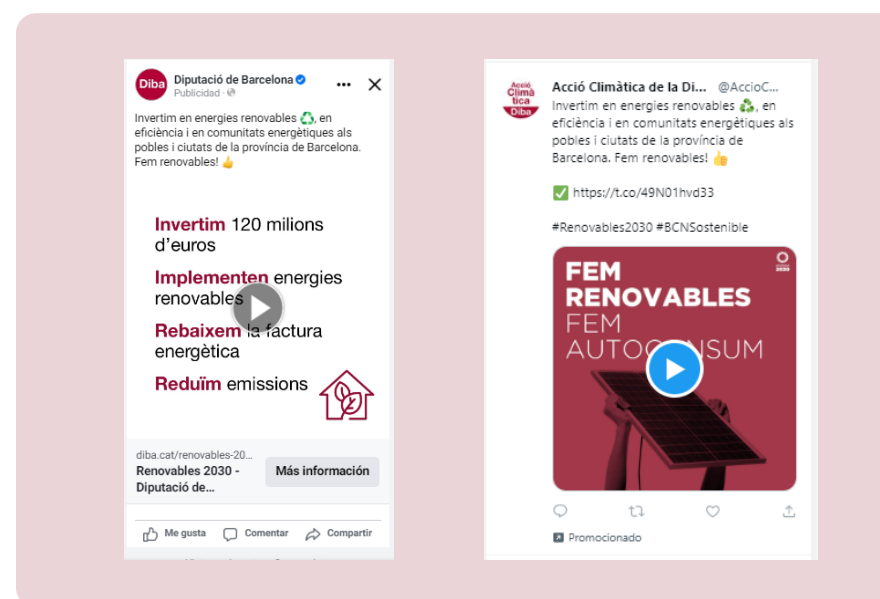 Diba
Diputació de Barcelona
Publicidad ·
Invertim en energies renovables ♻️, en
eficiència i en comunitats energètiques als
pobles i ciutats de la província de Barcelona.
Fem renovables! 👍
Invertim 120 milions
d'euros
Implementen energies
renovables
Rebaixem la factura
energètica
Reduïm emissions
diba.cat/renovables-20...
Renovables 2030 -
Diputació de...
Más información
Me gusta
Comentar
Compartir
Acció
Climà
tica
Diba
Acció Climàtica de la Di... @AccioC...
Invertim en energies renovables ♻️, en
eficiència i en comunitats energètiques als
pobles i ciutats de la província de
Barcelona. Fem renovables! 👍
✅ https://t.co/49N01hvd33
#Renovables2030 #BCNSostenible
FEM
RENOVABLES
FEM
AUTOCONSUM
2030
Promocionado